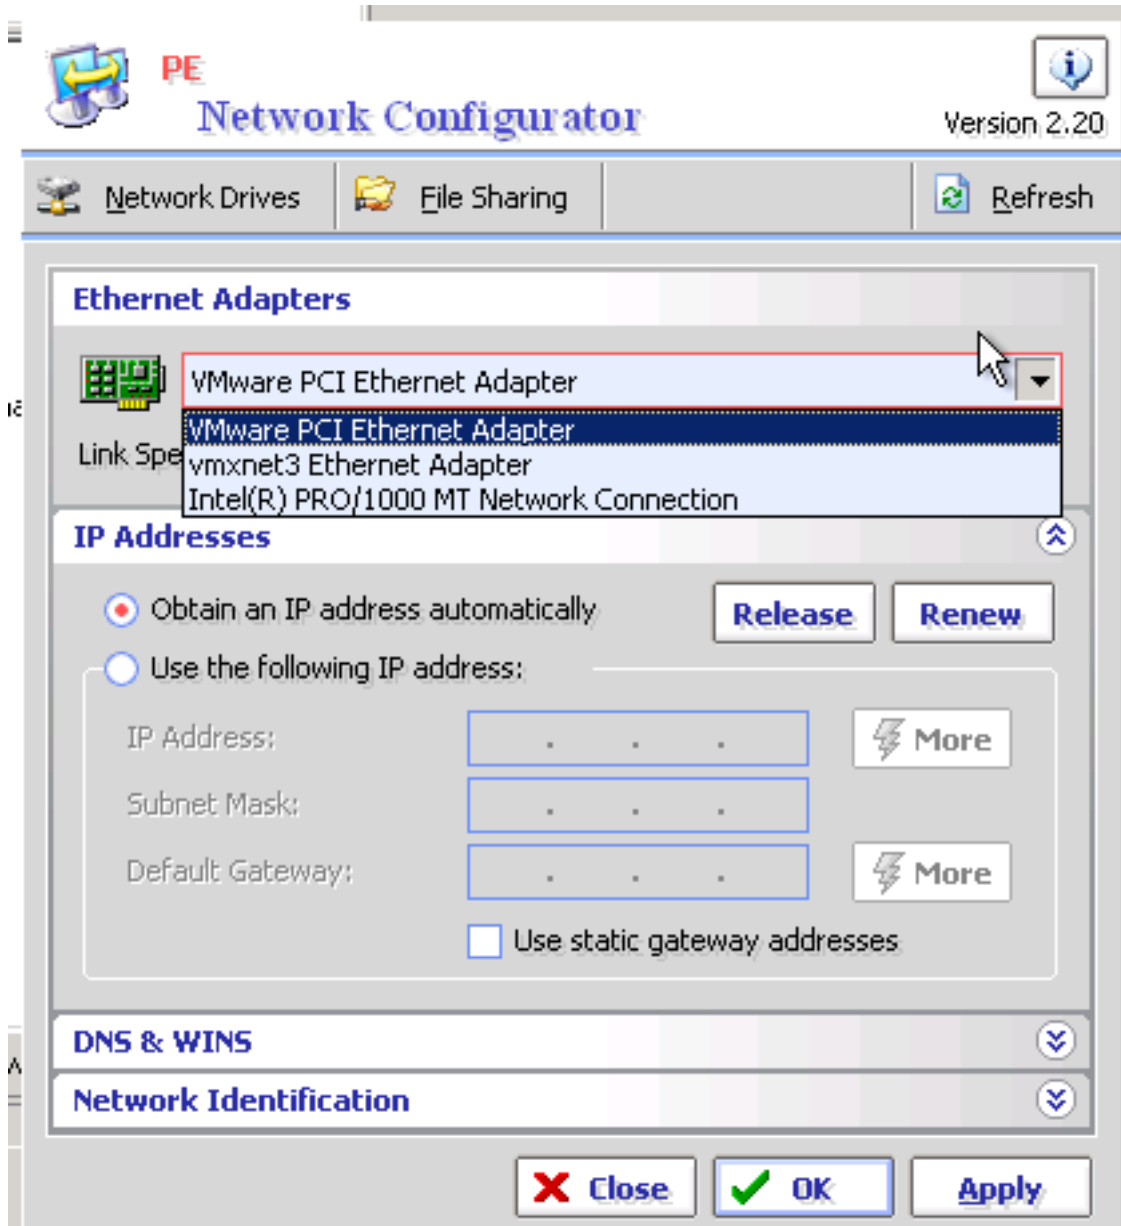 PE
Network Configurator
Version 2.20
Network Drives File Sharing Refresh
Ethernet Adapters
VMware PCI Ethernet Adapter
VMware PCI Ethernet Adapter
Link Spe vmxnet3 Ethernet Adapter
Intel(R) PRO/1000 MT Network Connection
IP Addresses
Obtain an IP address automatically Release Renew
Use the following IP address:
IP Address: . . . More
Subnet Mask: . . .
Default Gateway: . . . More
Use static gateway addresses
DNS & WINS
Network Identification
Close OK Apply